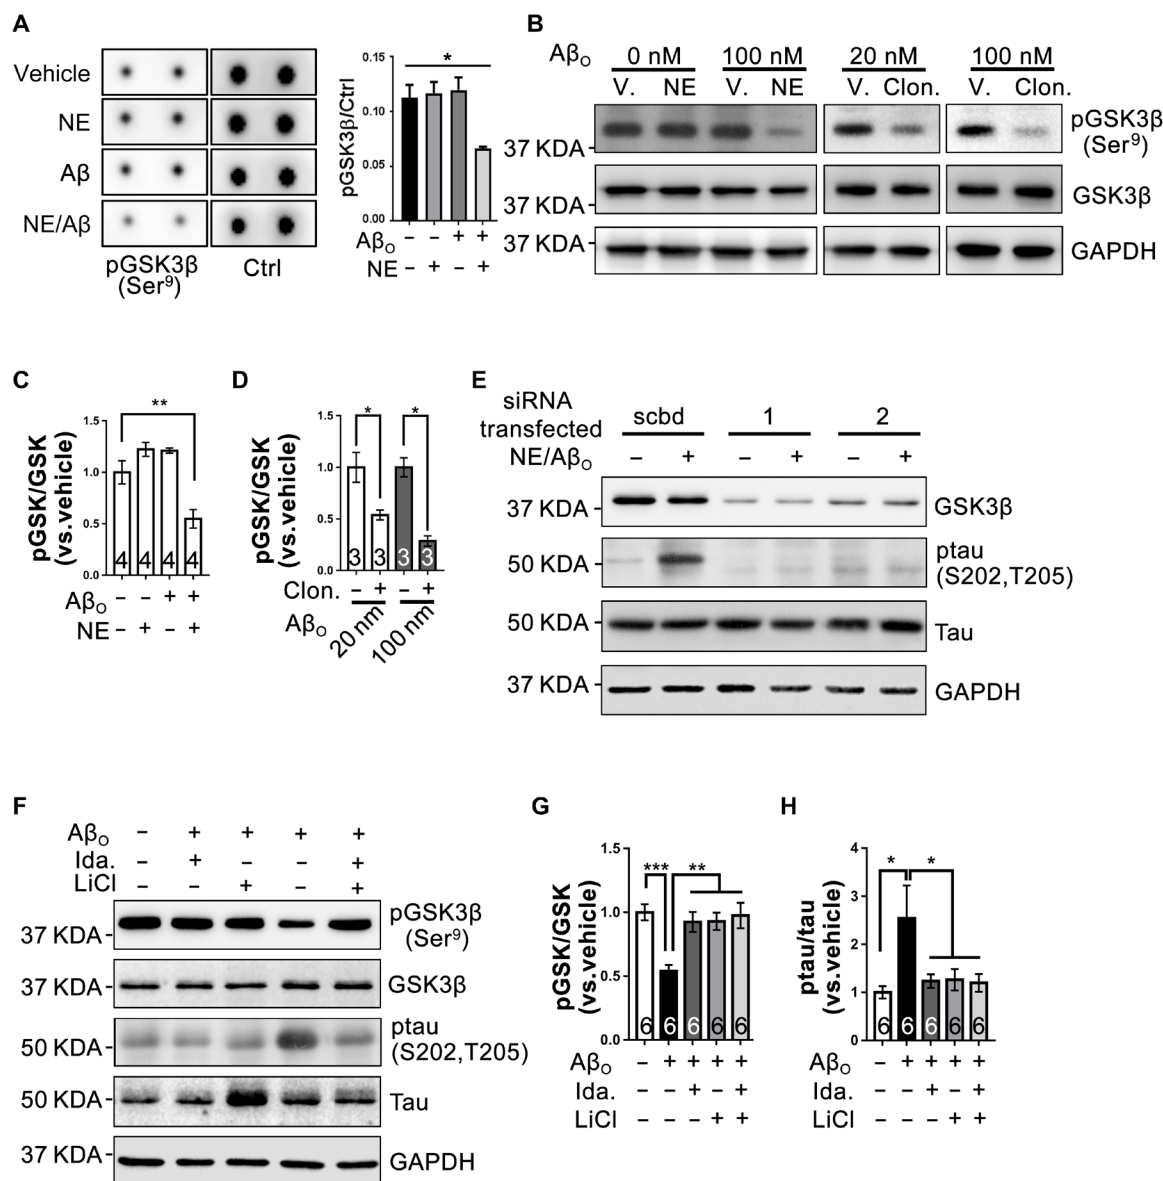 A
Vehicle
NE
Aβ
NE/Aβ
pGSK3β
(Ser⁹)
Ctrl
pGSK3β/Ctrl
0.15
0.10
0.05
0.00
*
AβO – – + +
NE – + – +
B
AβO 0 nM 100 nM 20 nM 100 nM
V. NE V. NE V. Clon. V. Clon.
37 KDA
pGSK3β
(Ser⁹)
37 KDA
GSK3β
37 KDA
GAPDH
C
pGSK/GSK
(vs.vehicle)
1.5
1.0
0.5
0.0
**
4 4 4 4
AβO – – + +
NE – + – +
D
pGSK/GSK
(vs.vehicle)
1.5
1.0
0.5
0.0
* *
3 3 3 3
Clon. – + – +
AβO 20 nm 100 nm
E
siRNA
transfected
scbd 1 2
NE/AβO – + – + – +
37 KDA
GSK3β
50 KDA
ptau
(S202,T205)
50 KDA
Tau
37 KDA
GAPDH
F
AβO – + + + +
Ida. – + – – +
LiCl – – + – +
37 KDA
pGSK3β
(Ser⁹)
37 KDA
GSK3β
50 KDA
ptau
(S202,T205)
50 KDA
Tau
37 KDA
GAPDH
G
pGSK/GSK
(vs.vehicle)
1.5
1.0
0.5
0.0
*** **
6 6 6 6 6
AβO – + + + +
Ida. – – + – +
LiCl – – – + +
H
ptau/tau
(vs.vehicle)
4
3
2
1
0
* *
6 6 6 6 6
AβO – + + + +
Ida. – – + – +
LiCl – – – + +